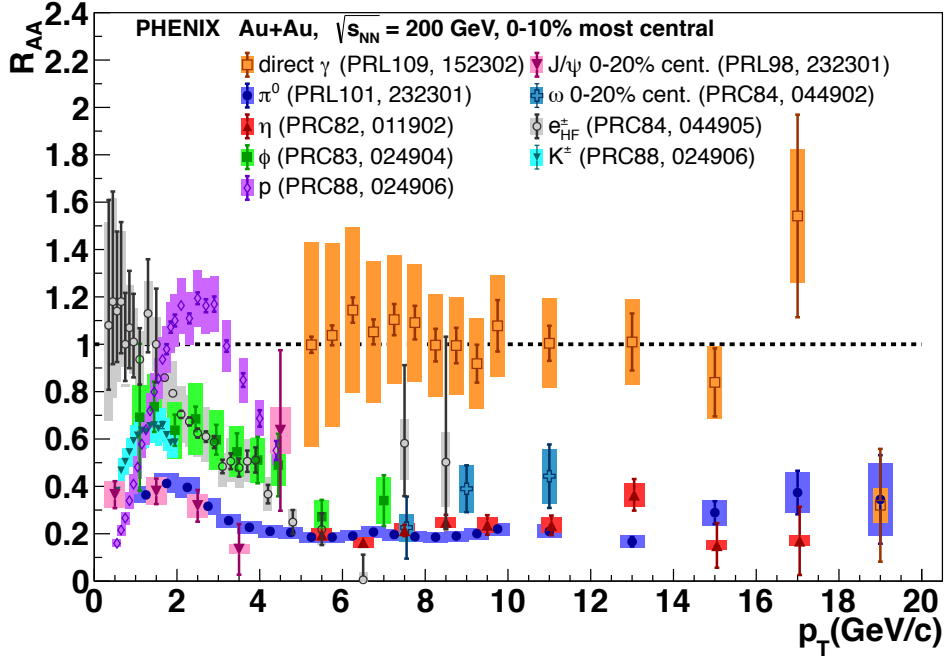 PHENIX Au+Au, √s_NN = 200 GeV, 0-10% most central
direct γ (PRL109, 152302)
π⁰ (PRL101, 232301)
η (PRC82, 011902)
φ (PRC83, 024904)
p (PRC88, 024906)
J/ψ 0-20% cent. (PRL98, 232301)
ω 0-20% cent. (PRC84, 044902)
e±_HF (PRC84, 044905)
K± (PRC88, 024906)
R_AA
2.4
2.2
2
1.8
1.6
1.4
1.2
1
0.8
0.6
0.4
0.2
0
0 2 4 6 8 10 12 14 16 18 20
p_T(GeV/c)